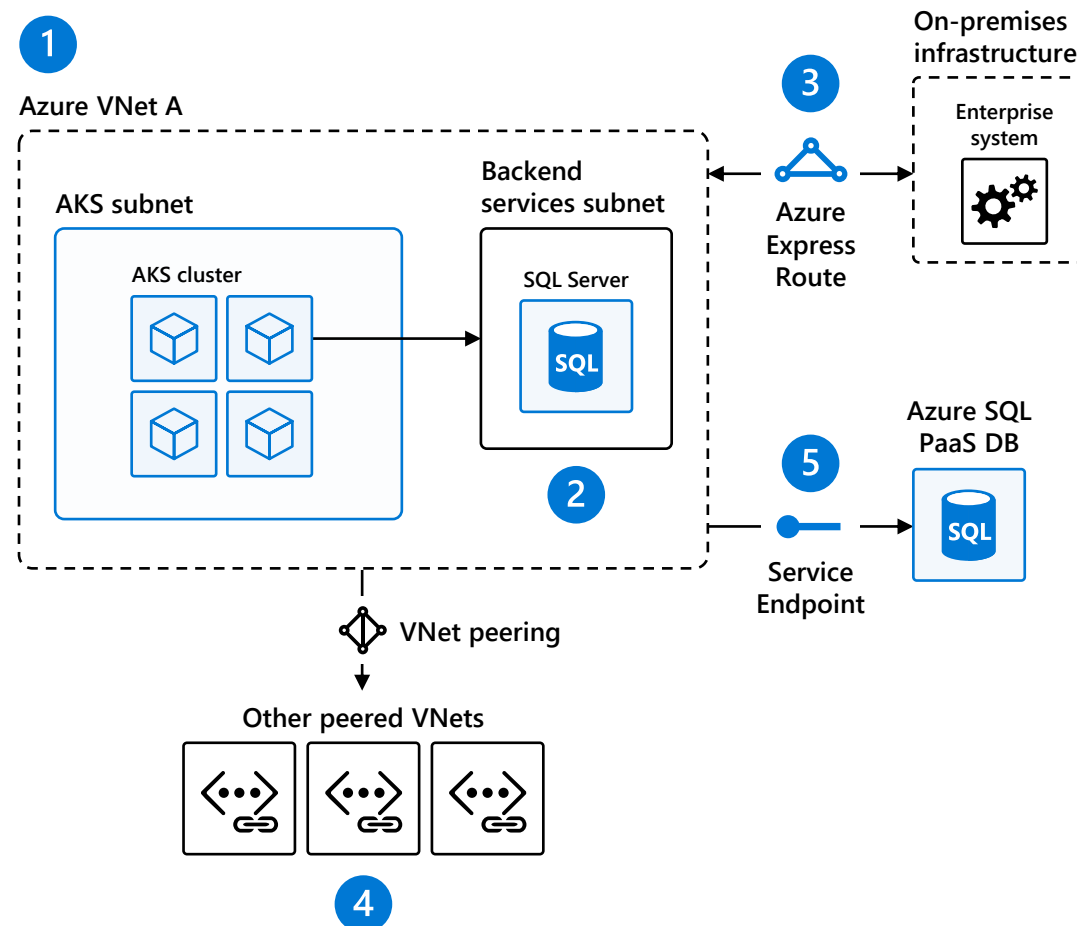 1
Azure VNet A
AKS subnet
AKS cluster
Backend
services subnet
SQL Server
SQL
2
3
Azure
Express
Route
On-premises
infrastructure
Enterprise
system
5
Service
Endpoint
Azure SQL
PaaS DB
SQL
VNet peering
Other peered VNets
4